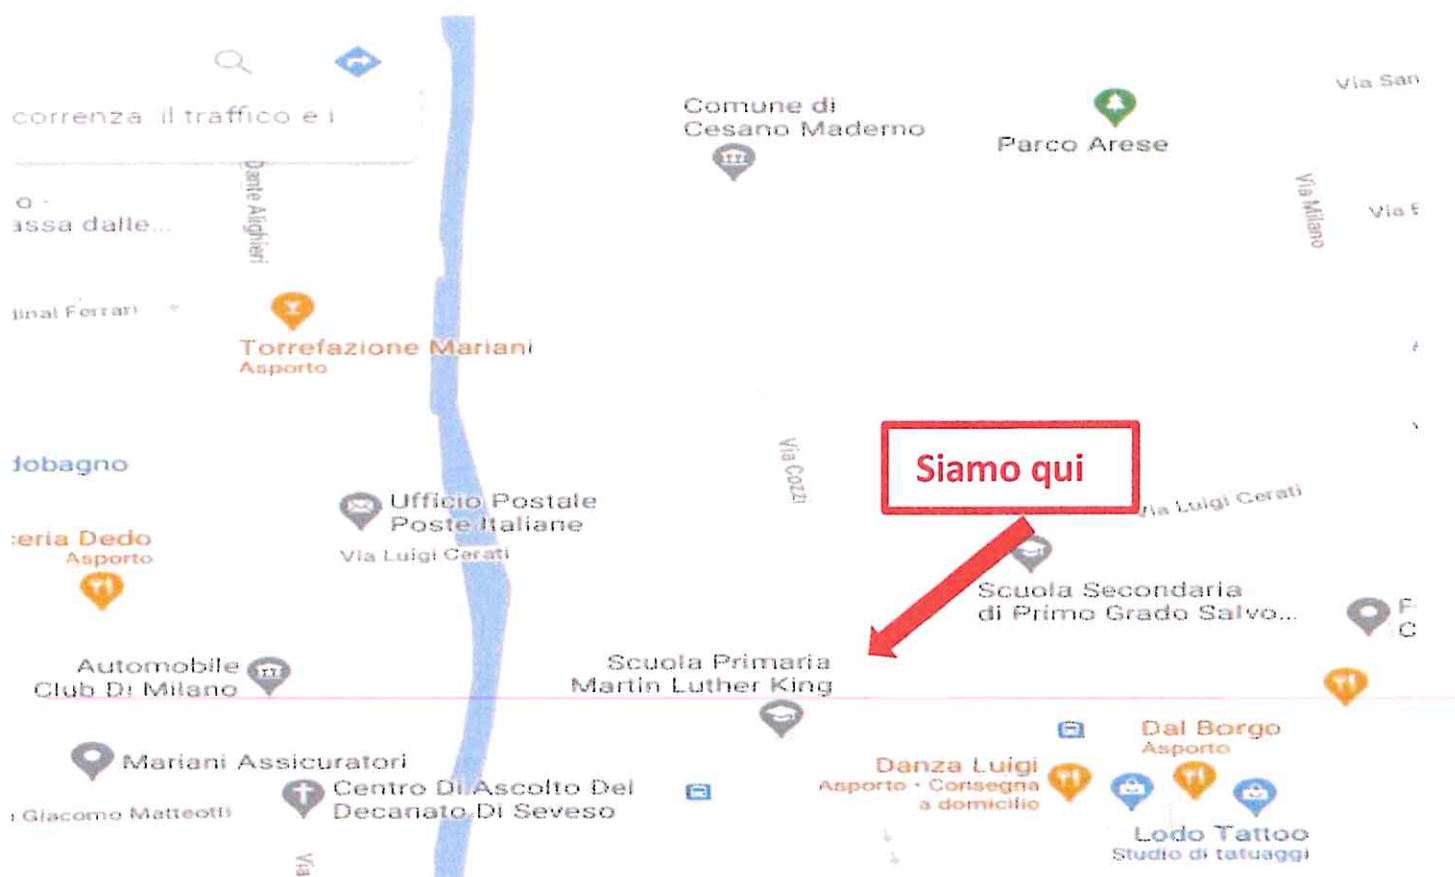 correnza il traffico e i
Comune di
Cesano Maderno
Parco Arese
Via San
Dante Alighieri
o -
assa dalle...
Via Milano
Via
Ferrari
Torrefazione Mariani
Asporto
dobagno
Via Cozzi
Siamo qui
Via Luigi Cerati
Ufficio Postale
Poste Italiane
Via Luigi Cerati
eria Dedo
Asporto
Scuola Secondaria
di Primo Grado Salvo...
Automobile
Club Di Milano
Scuola Primaria
Martin Luther King
Dal Borgo
Asporto
Mariani Assicuratori
Danza Luigi
Asporto · Consegna
a domicilio
Centro Di Ascolto Del
Decanato Di Seveso
Giacomo Matteotti
Lodo Tattoo
Studio di tatuaggi
Via